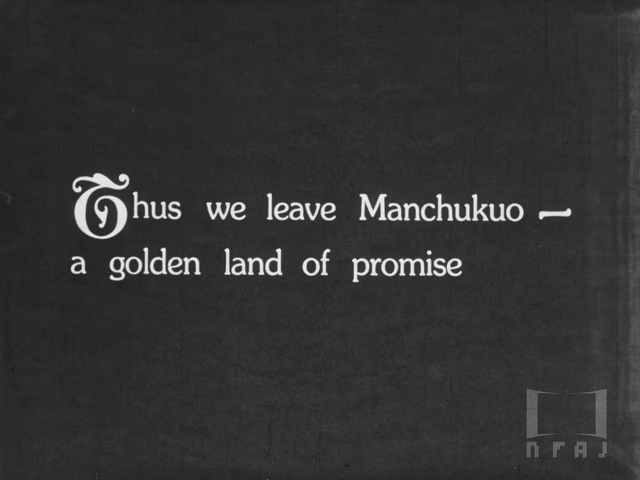 Thus we leave Manchukuo —
a golden land of promise
NFAJ